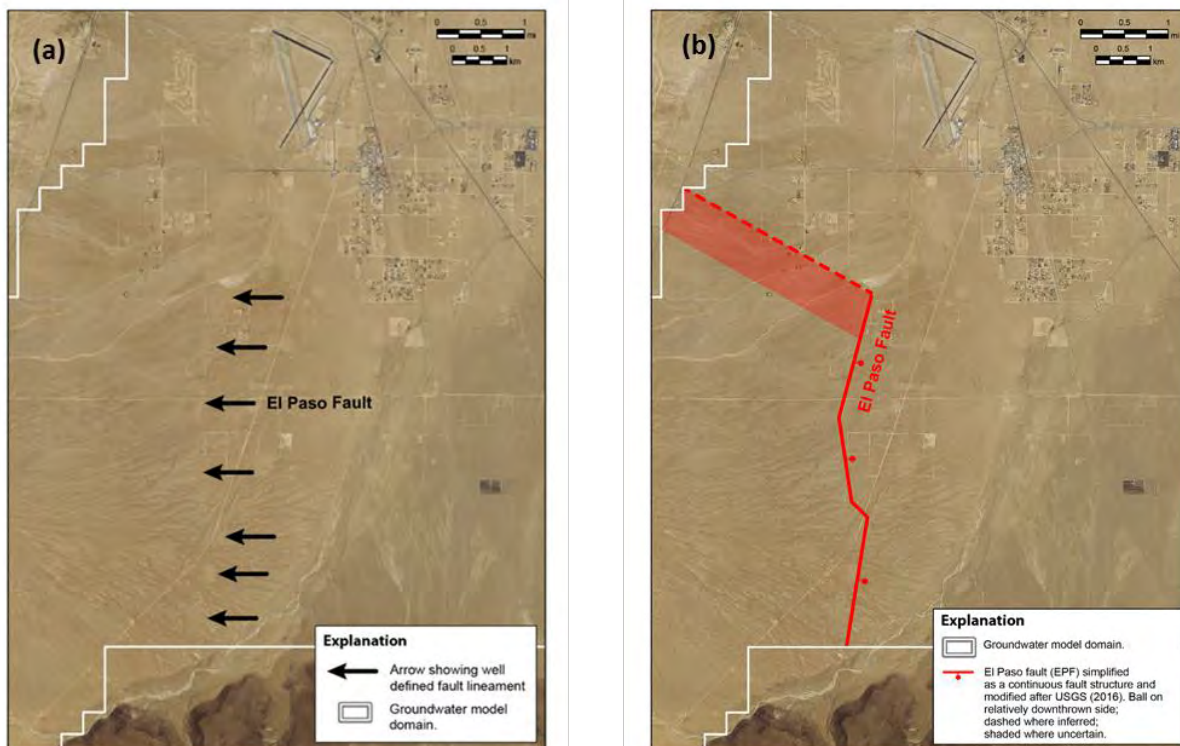 (a)
0 0.5 1
mi
0 0.5 1
km
El Paso Fault
Explanation
Arrow showing well
defined fault lineament
Groundwater model
domain.
(b)
0 0.5 1
mi
0 0.5 1
km
El Paso Fault
Explanation
Groundwater model domain.
El Paso fault (EPF) simplified
as a continuous fault structure and
modified after USGS (2016). Ball on
relatively downthrown side;
dashed where inferred;
shaded where uncertain.